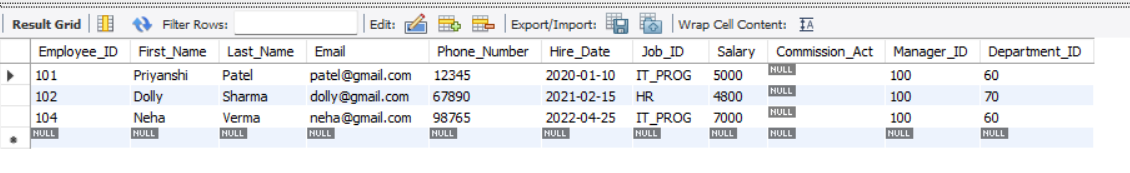 Result Grid Filter Rows: Edit: Export/Import: Wrap Cell Content: IA
Employee_ID First_Name Last_Name Email Phone_Number Hire_Date Job_ID Salary Commission_Act Manager_ID Department_ID
101 Priyanshi Patel patel@gmail.com 12345 2020-01-10 IT_PROG 5000 NULL 100 60
102 Dolly Sharma dolly@gmail.com 67890 2021-02-15 HR 4800 NULL 100 70
104 Neha Verma neha@gmail.com 98765 2022-04-25 IT_PROG 7000 NULL 100 60
NULL NULL NULL NULL NULL NULL NULL NULL NULL NULL NULL